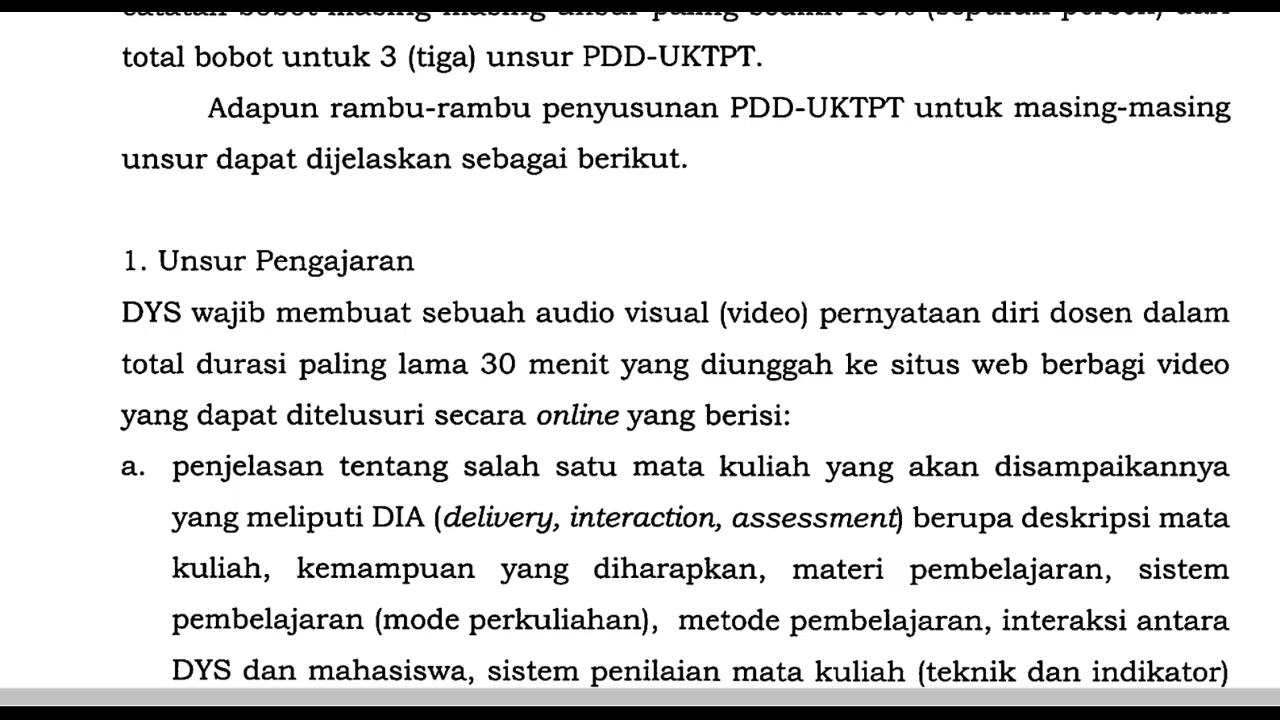 total bobot untuk 3 (tiga) unsur PDD-UKTPT.
Adapun rambu-rambu penyusunan PDD-UKTPT untuk masing-masing
unsur dapat dijelaskan sebagai berikut.
1. Unsur Pengajaran
DYS wajib membuat sebuah audio visual (video) pernyataan diri dosen dalam
total durasi paling lama 30 menit yang diunggah ke situs web berbagi video
yang dapat ditelusuri secara online yang berisi:
a. penjelasan tentang salah satu mata kuliah yang akan disampaikannya
yang meliputi DIA (delivery, interaction, assessment) berupa deskripsi mata
kuliah, kemampuan yang diharapkan, materi pembelajaran, sistem
pembelajaran (mode perkuliahan), metode pembelajaran, interaksi antara
DYS dan mahasiswa, sistem penilaian mata kuliah (teknik dan indikator)